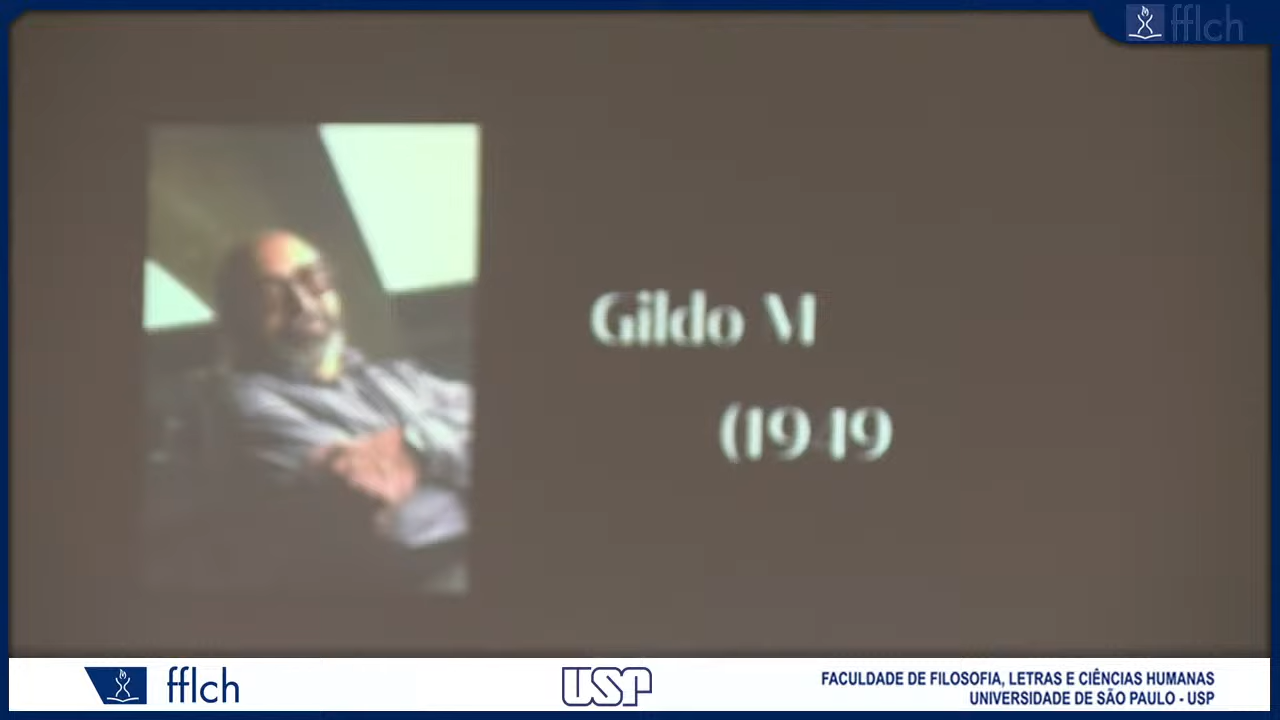 fflch
Gildo M
(1949
fflch
USP
FACULDADE DE FILOSOFIA, LETRAS E CIÊNCIAS HUMANAS
UNIVERSIDADE DE SÃO PAULO - USP